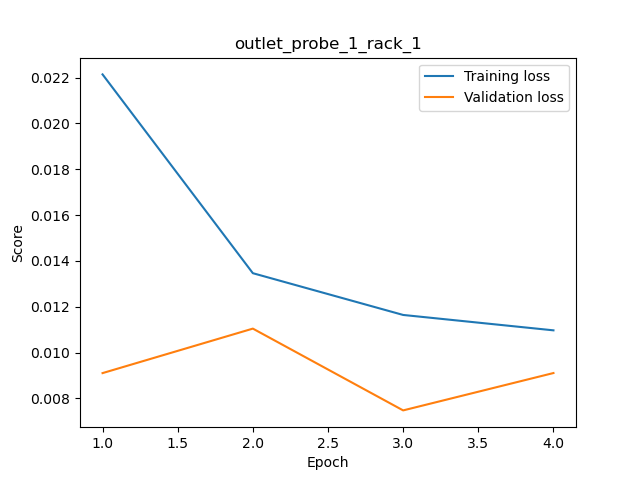 outlet_probe_1_rack_1
Training loss
Validation loss
Score
0.022
0.020
0.018
0.016
0.014
0.012
0.010
0.008
1.0 1.5 2.0 2.5 3.0 3.5 4.0
Epoch